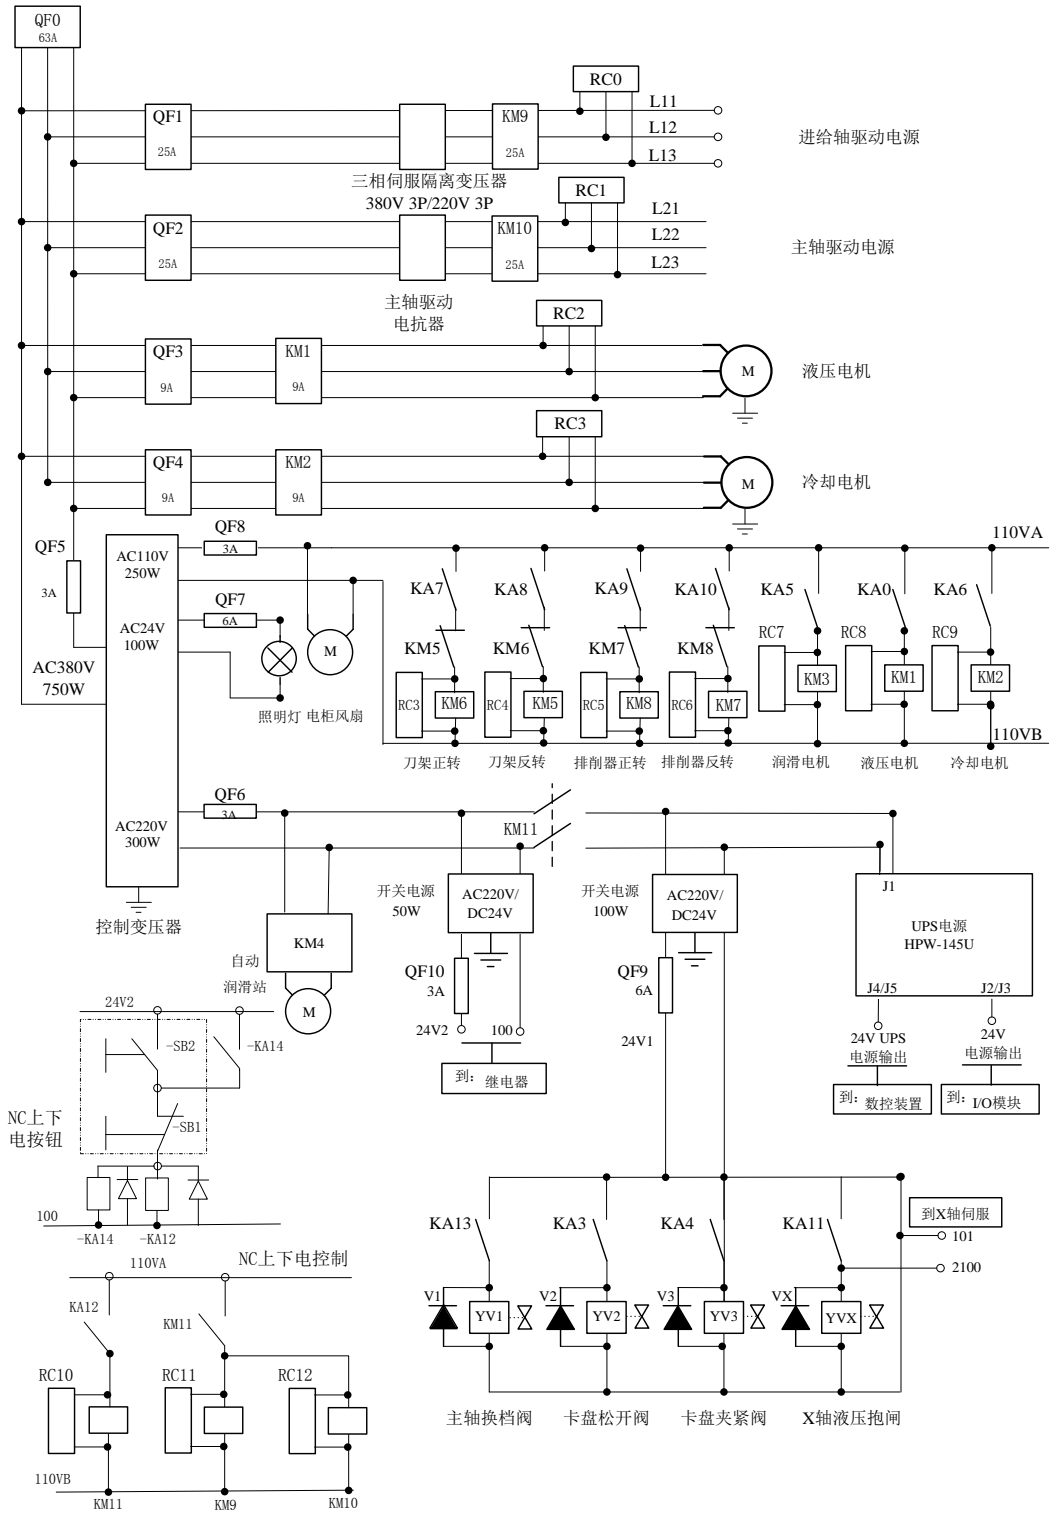 QF0
63A
RC0
QF1
25A
KM9
25A
L11
L12
L13
进给轴驱动电源
三相伺服隔离变压器
380V 3P/220V 3P
RC1
QF2
25A
KM10
25A
L21
L22
L23
主轴驱动电源
主轴驱动
电抗器
RC2
QF3
9A
KM1
9A
M
液压电机
RC3
QF4
9A
KM2
9A
M
冷却电机
QF5
3A
AC110V
250W
AC24V
100W
AC380V
750W
QF8
3A
QF7
6A
M
照明灯 电柜风扇
110VA
KA7
KA8
KA9
KA10
KA5
KA0
KA6
KM5
KM6
KM7
KM8
RC7
RC8
RC9
RC3
KM6
RC4
KM5
RC5
KM8
RC6
KM7
KM3
KM1
KM2
110VB
刀架正转
刀架反转
排削器正转
排削器反转
润滑电机
液压电机
冷却电机
QF6
3A
AC220V
300W
KM11
控制变压器
KM4
自动
润滑站
M
开关电源
50W
AC220V/
DC24V
开关电源
100W
AC220V/
DC24V
J1
UPS电源
HPW-145U
J4/J5
J2/J3
QF10
3A
QF9
6A
24V2
100
24V1
24V UPS
电源输出
24V
电源输出
到：继电器
到：数控装置
到：I/O模块
24V2
-SB2
-KA14
-SB1
NC上下
电按钮
100
-KA14
-KA12
KA13
KA3
KA4
KA11
到X轴伺服
101
2100
V1
YV1
V2
YV2
V3
YV3
VX
YVX
主轴换档阀
卡盘松开阀
卡盘夹紧阀
X轴液压抱闸
110VA
NC上下电控制
KA12
KM11
RC10
RC11
RC12
110VB
KM11
KM9
KM10